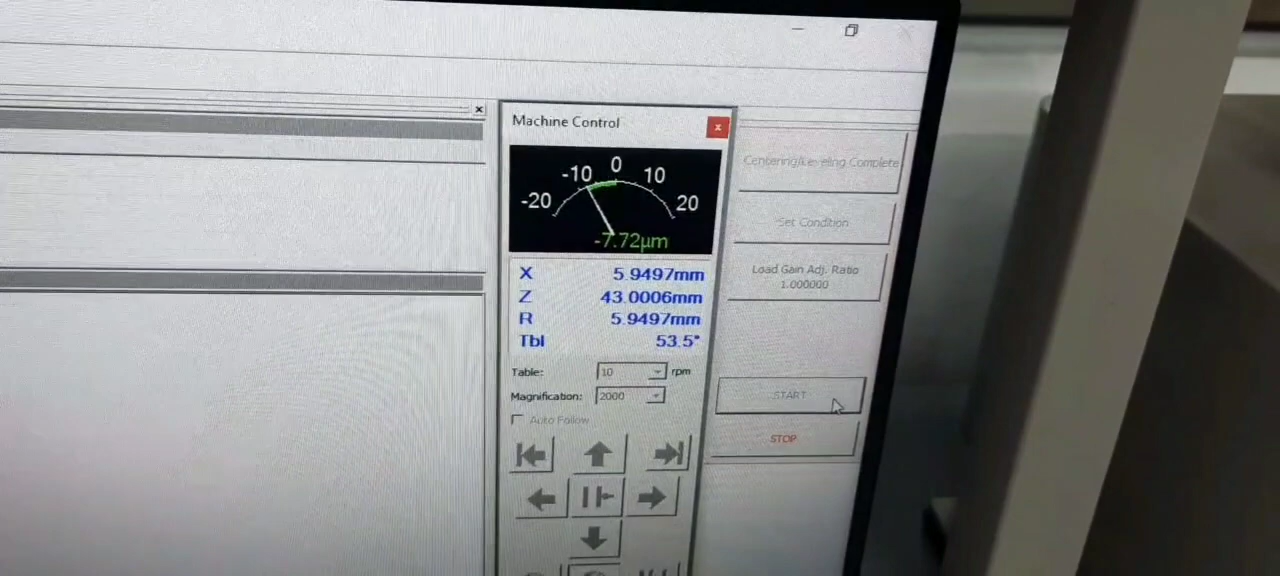 Machine Control
x
-20 -10 0 10 20
-7.72µm
X 5.9497mm
Z 43.0006mm
R 5.9497mm
Tbl 53.5°
Table: 10 rpm
Magnification: 2000
Auto Follow
Centering/Leveling Complete
Set Condition
Load Gain Adj. Ratio
1.000000
START
STOP